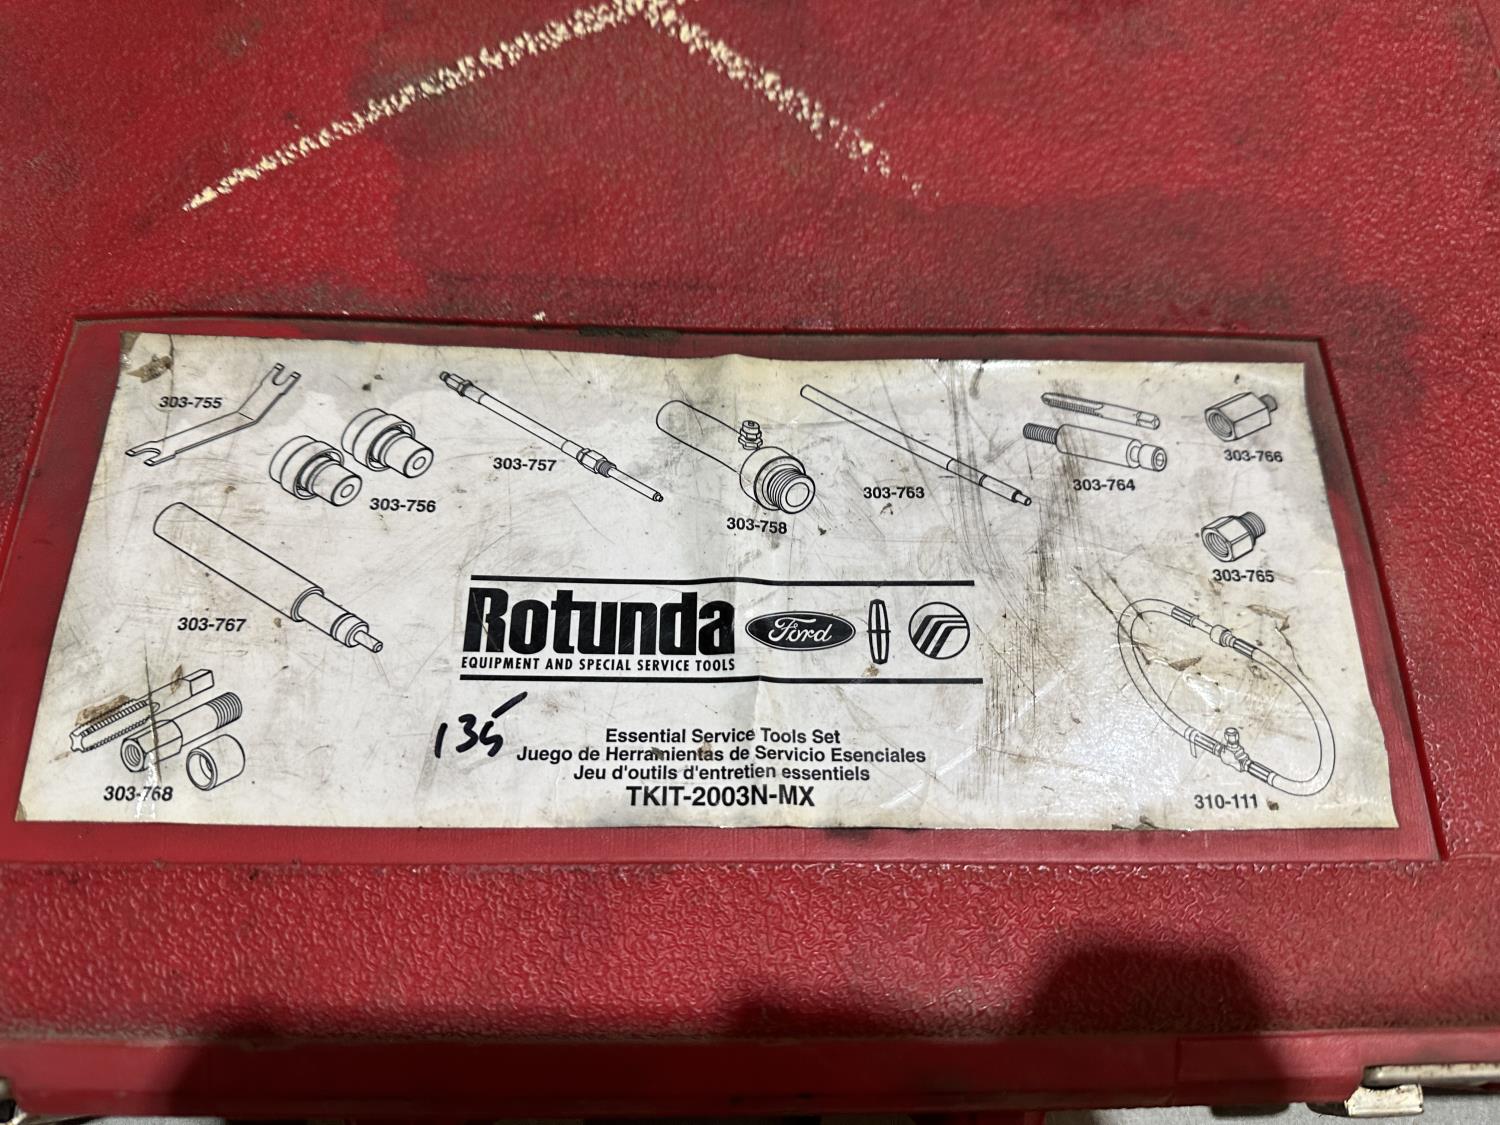 303-755
303-756
303-757
303-758
303-763
303-764
303-766
303-765
303-767
Rotunda
Ford
EQUIPMENT AND SPECIAL SERVICE TOOLS
135
Essential Service Tools Set
Juego de Herramientas de Servicio Esenciales
Jeu d'outils d'entretien essentiels
TKIT-2003N-MX
303-768
310-111